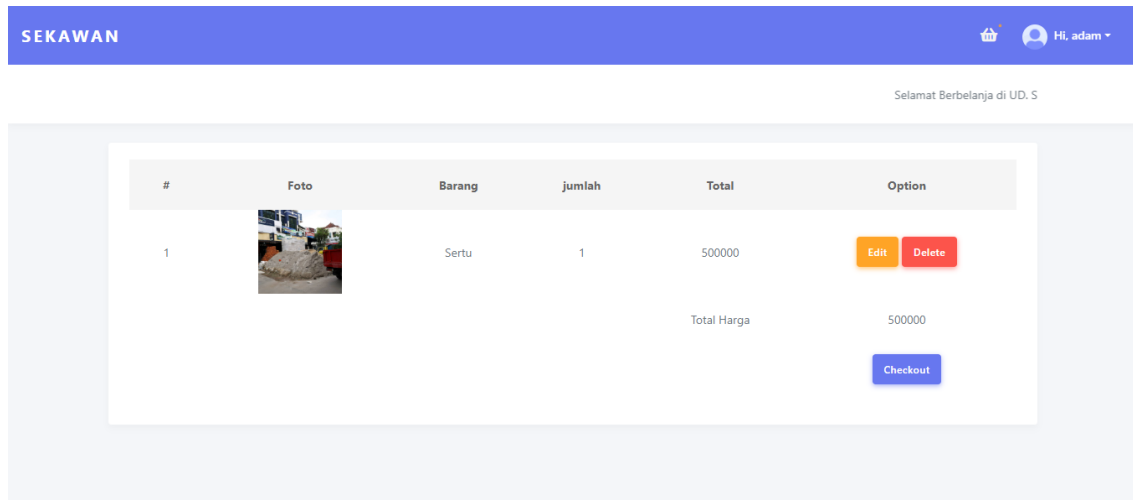 SEKAWAN
Hi, adam
Selamat Berbelanja di UD. S
# Foto Barang jumlah Total Option
1 Sertu 1 500000 Edit Delete
Total Harga 500000
Checkout